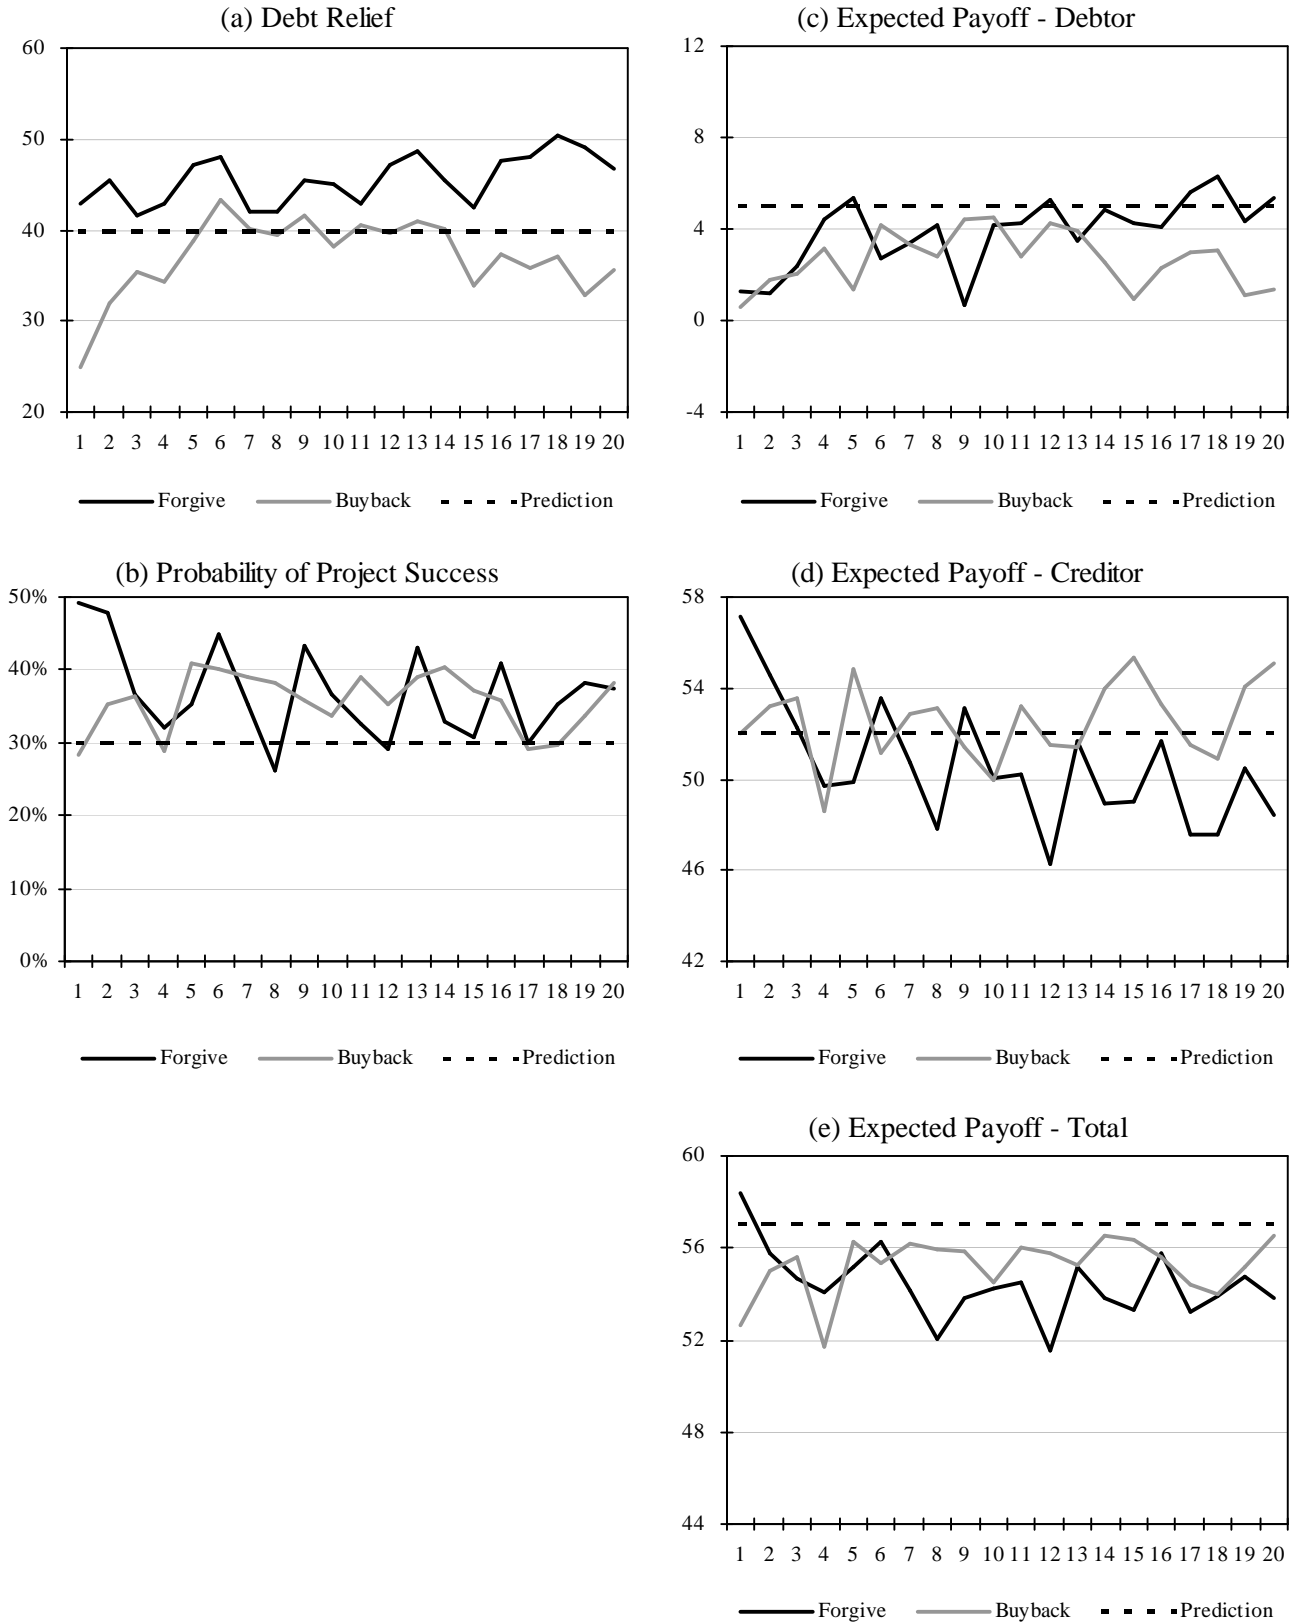 (a) Debt Relief
60
50
40
30
20
1 2 3 4 5 6 7 8 9 10 11 12 13 14 15 16 17 18 19 20
Forgive Buyback Prediction
(c) Expected Payoff - Debtor
12
8
4
0
-4
1 2 3 4 5 6 7 8 9 10 11 12 13 14 15 16 17 18 19 20
Forgive Buyback Prediction
(b) Probability of Project Success
50%
40%
30%
20%
10%
0%
1 2 3 4 5 6 7 8 9 10 11 12 13 14 15 16 17 18 19 20
Forgive Buyback Prediction
(d) Expected Payoff - Creditor
58
54
50
46
42
1 2 3 4 5 6 7 8 9 10 11 12 13 14 15 16 17 18 19 20
Forgive Buyback Prediction
(e) Expected Payoff - Total
60
56
52
48
44
1 2 3 4 5 6 7 8 9 10 11 12 13 14 15 16 17 18 19 20
Forgive Buyback Prediction